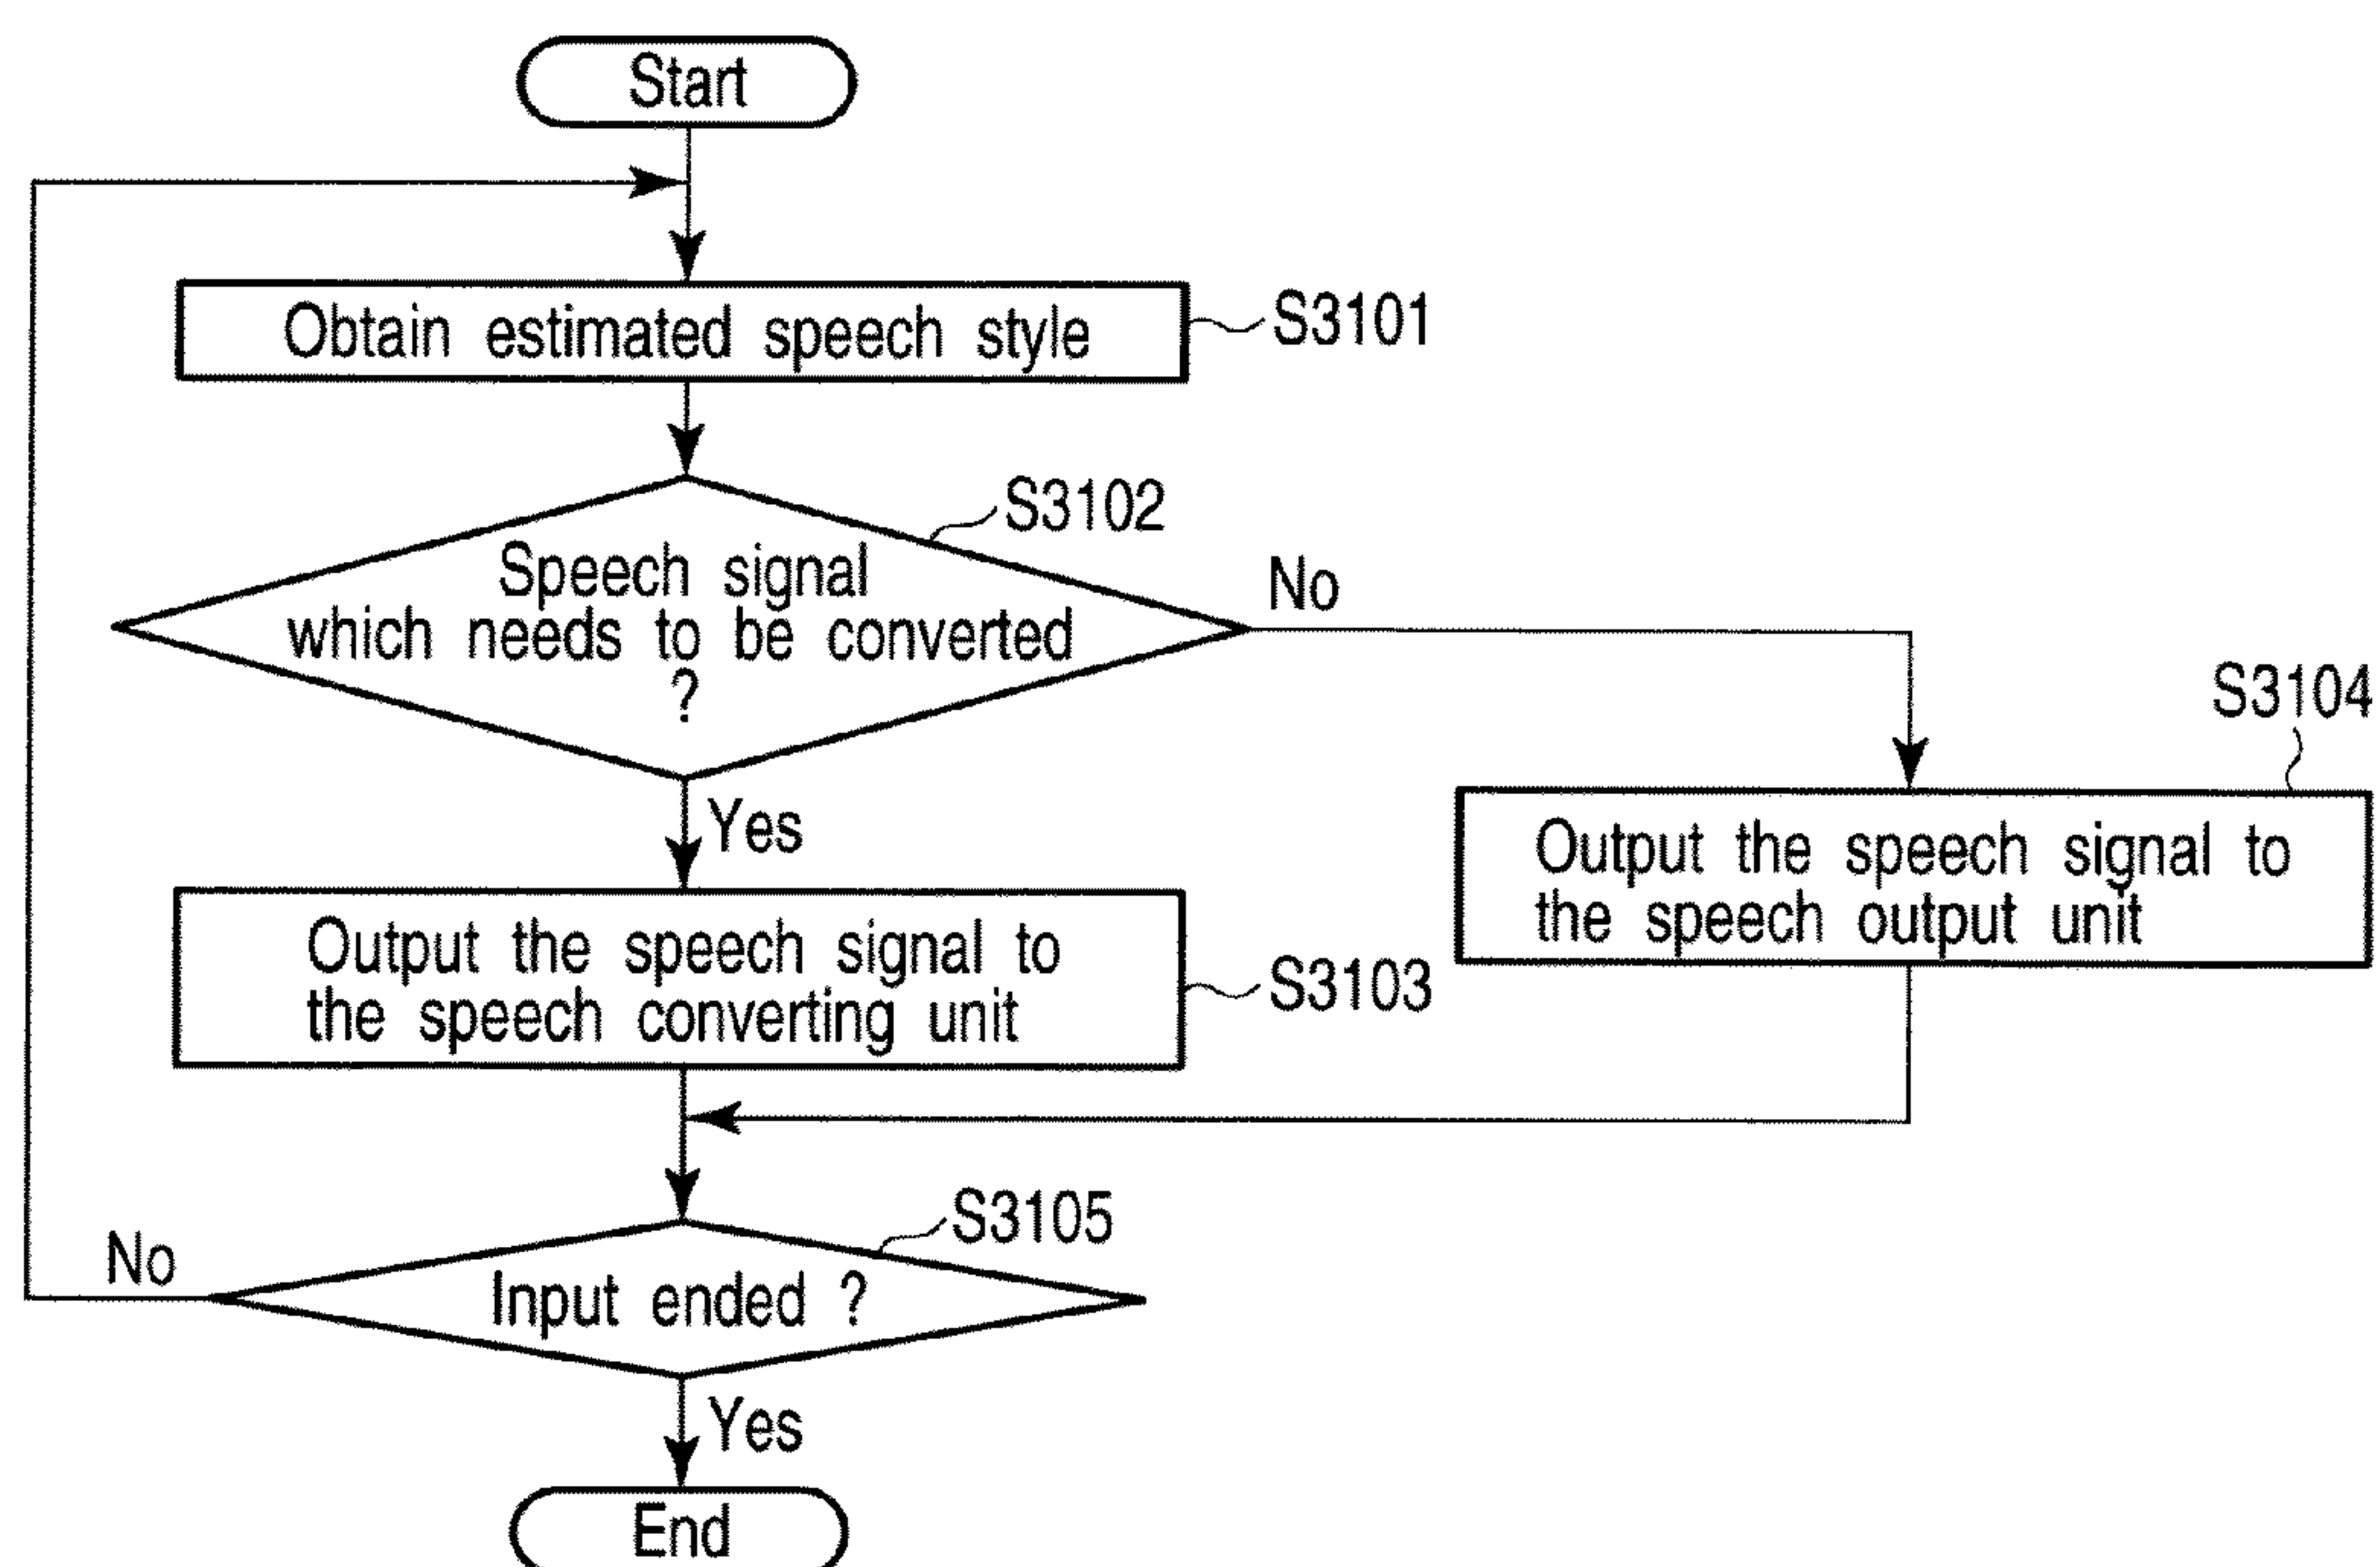 Start
Obtain estimated speech style
S3101
S3102
Speech signal
which needs to be converted
?
No
Yes
S3104
Output the speech signal to
the speech output unit
Output the speech signal to
the speech converting unit
S3103
S3105
No
Input ended ?
Yes
End